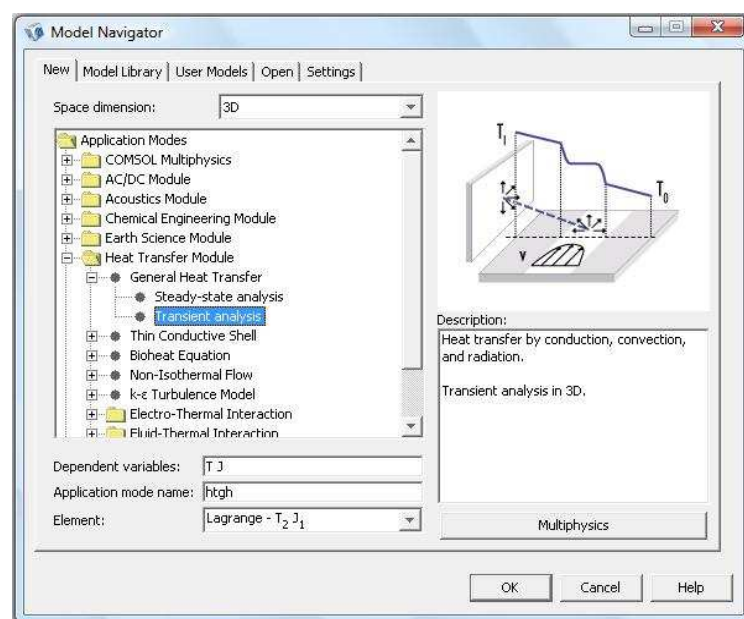 Model Navigator
New Model Library User Models Open Settings
Space dimension: 3D
Application Modes
COMSOL Multiphysics
AC/DC Module
Acoustics Module
Chemical Engineering Module
Earth Science Module
Heat Transfer Module
General Heat Transfer
Steady-state analysis
Transient analysis
Thin Conductive Shell
Bioheat Equation
Non-Isothermal Flow
k-ε Turbulence Model
Electro-Thermal Interaction
Fluid-Thermal Interaction
Dependent variables: T J
Application mode name: htgh
Element: Lagrange - T₂ J₁
T₁
T₀
v
Description:
Heat transfer by conduction, convection,
and radiation.
Transient analysis in 3D.
Multiphysics
OK Cancel Help